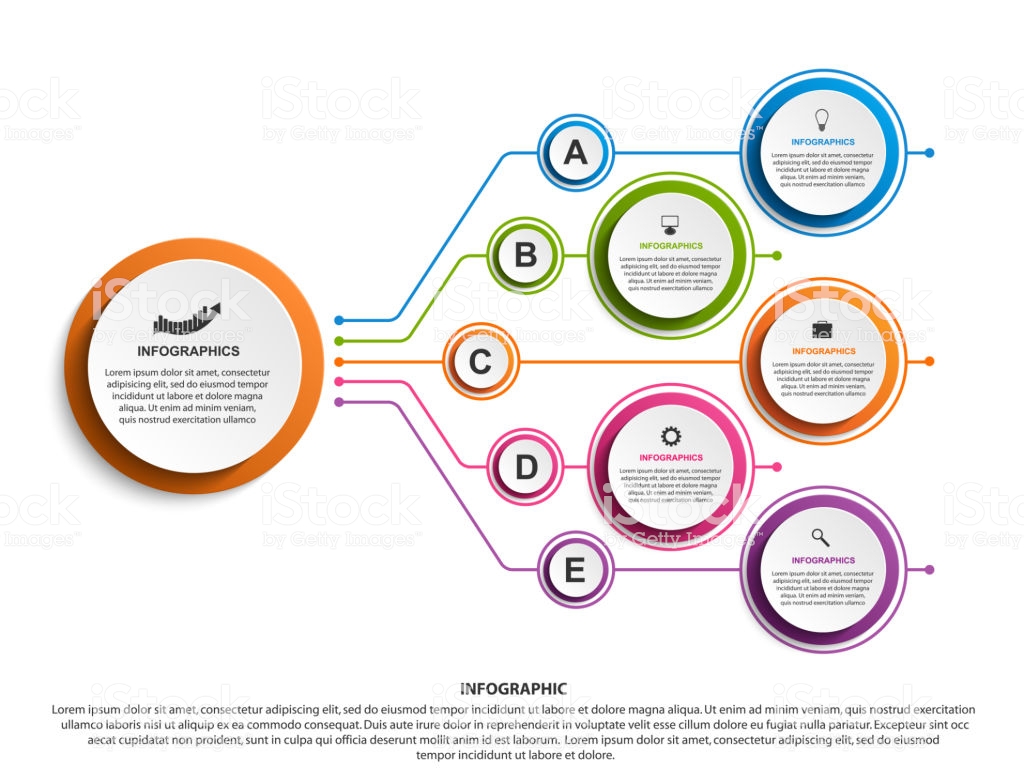 A
INFOGRAPHICS
Lorem ipsum dolor sit amet, consectetur
adipiscing elit, sed do eiusmod tempor
incididunt ut labore et dolore magna
aliqua. Ut enim ad minim veniam,
quis nostrud exercitation ullamco
B
INFOGRAPHICS
Lorem ipsum dolor sit amet, consectetur
adipiscing elit, sed do eiusmod tempor
incididunt ut labore et dolore magna
aliqua. Ut enim ad minim veniam,
quis nostrud exercitation ullamco
INFOGRAPHICS
Lorem ipsum dolor sit amet, consectetur
adipiscing elit, sed do eiusmod tempor
incididunt ut labore et dolore magna
aliqua. Ut enim ad minim veniam,
quis nostrud exercitation ullamco
C
INFOGRAPHICS
Lorem ipsum dolor sit amet, consectetur
adipiscing elit, sed do eiusmod tempor
incididunt ut labore et dolore magna
aliqua. Ut enim ad minim veniam,
quis nostrud exercitation ullamco
D
INFOGRAPHICS
Lorem ipsum dolor sit amet, consectetur
adipiscing elit, sed do eiusmod tempor
incididunt ut labore et dolore magna
aliqua. Ut enim ad minim veniam,
quis nostrud exercitation ullamco
E
INFOGRAPHICS
Lorem ipsum dolor sit amet, consectetur
adipiscing elit, sed do eiusmod tempor
incididunt ut labore et dolore magna
aliqua. Ut enim ad minim veniam,
quis nostrud exercitation ullamco
INFOGRAPHIC
Lorem ipsum dolor sit amet, consectetur adipiscing elit, sed do eiusmod tempor incididunt ut labore et dolore magna aliqua. Ut enim ad minim veniam, quis nostrud exercitation
ullamco laboris nisi ut aliquip ex ea commodo consequat. Duis aute irure dolor in reprehenderit in voluptate velit esse cillum dolore eu fugiat nulla pariatur. Excepteur sint occ
aecat cupidatat non proident, sunt in culpa qui officia deserunt mollit anim id est laborum. Lorem ipsum dolor sit amet, consectetur adipiscing elit, sed do eiusmod
tempor incididunt ut labore et dolore.
iStock
by Getty Images™